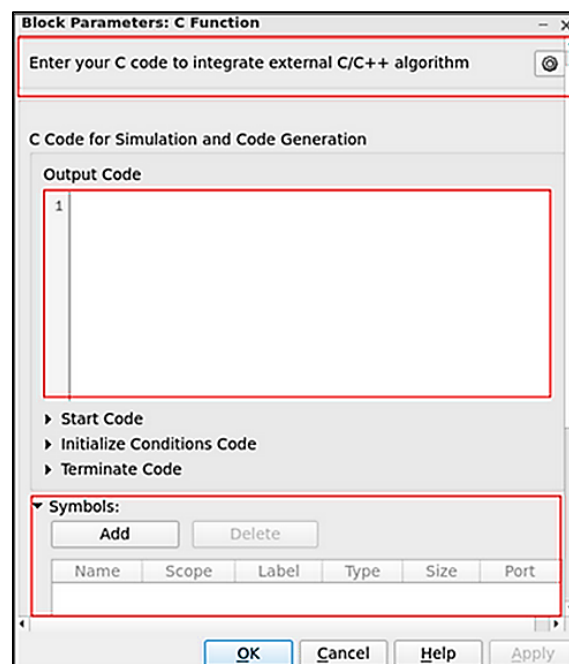 Block Parameters: C Function
Enter your C code to integrate external C/C++ algorithm
C Code for Simulation and Code Generation
Output Code
1
Start Code
Initialize Conditions Code
Terminate Code
Symbols:
Add Delete
Name Scope Label Type Size Port
OK Cancel Help Apply